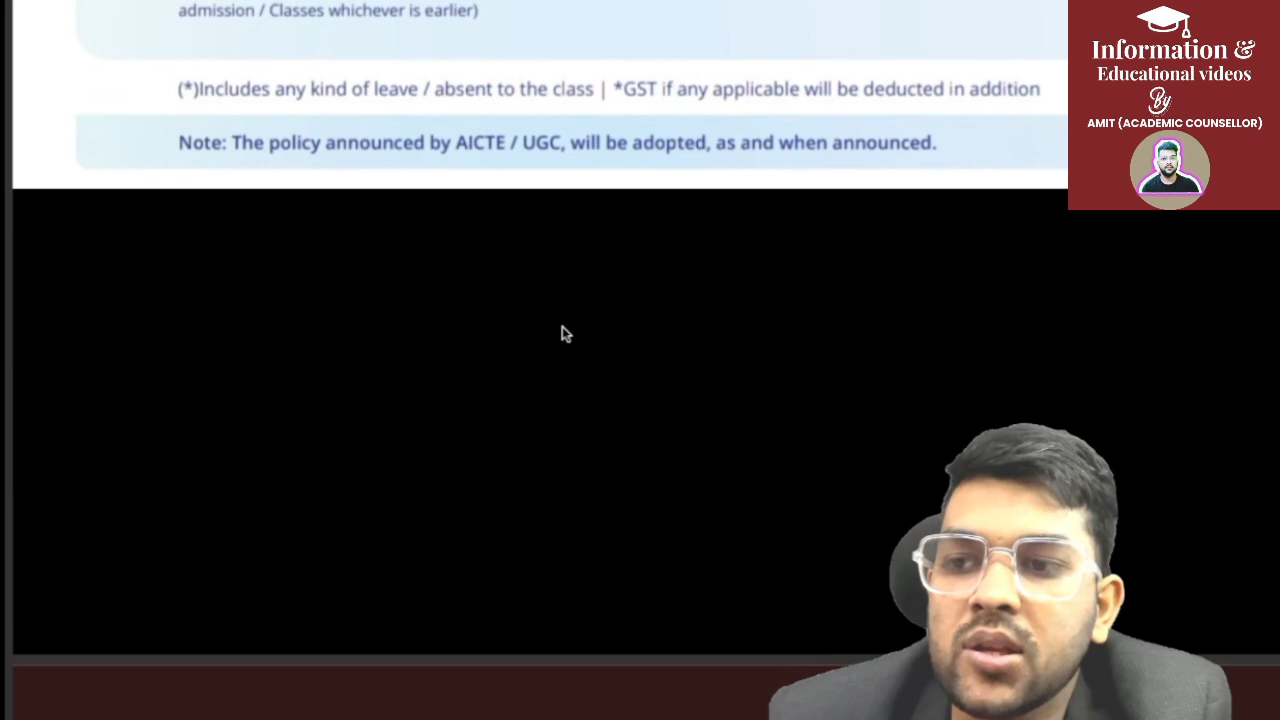 admission / Classes whichever is earlier)
(*)Includes any kind of leave / absent to the class | *GST if any applicable will be deducted in addition
Note: The policy announced by AICTE / UGC, will be adopted, as and when announced.
Information &
Educational videos
By
AMIT (ACADEMIC COUNSELLOR)